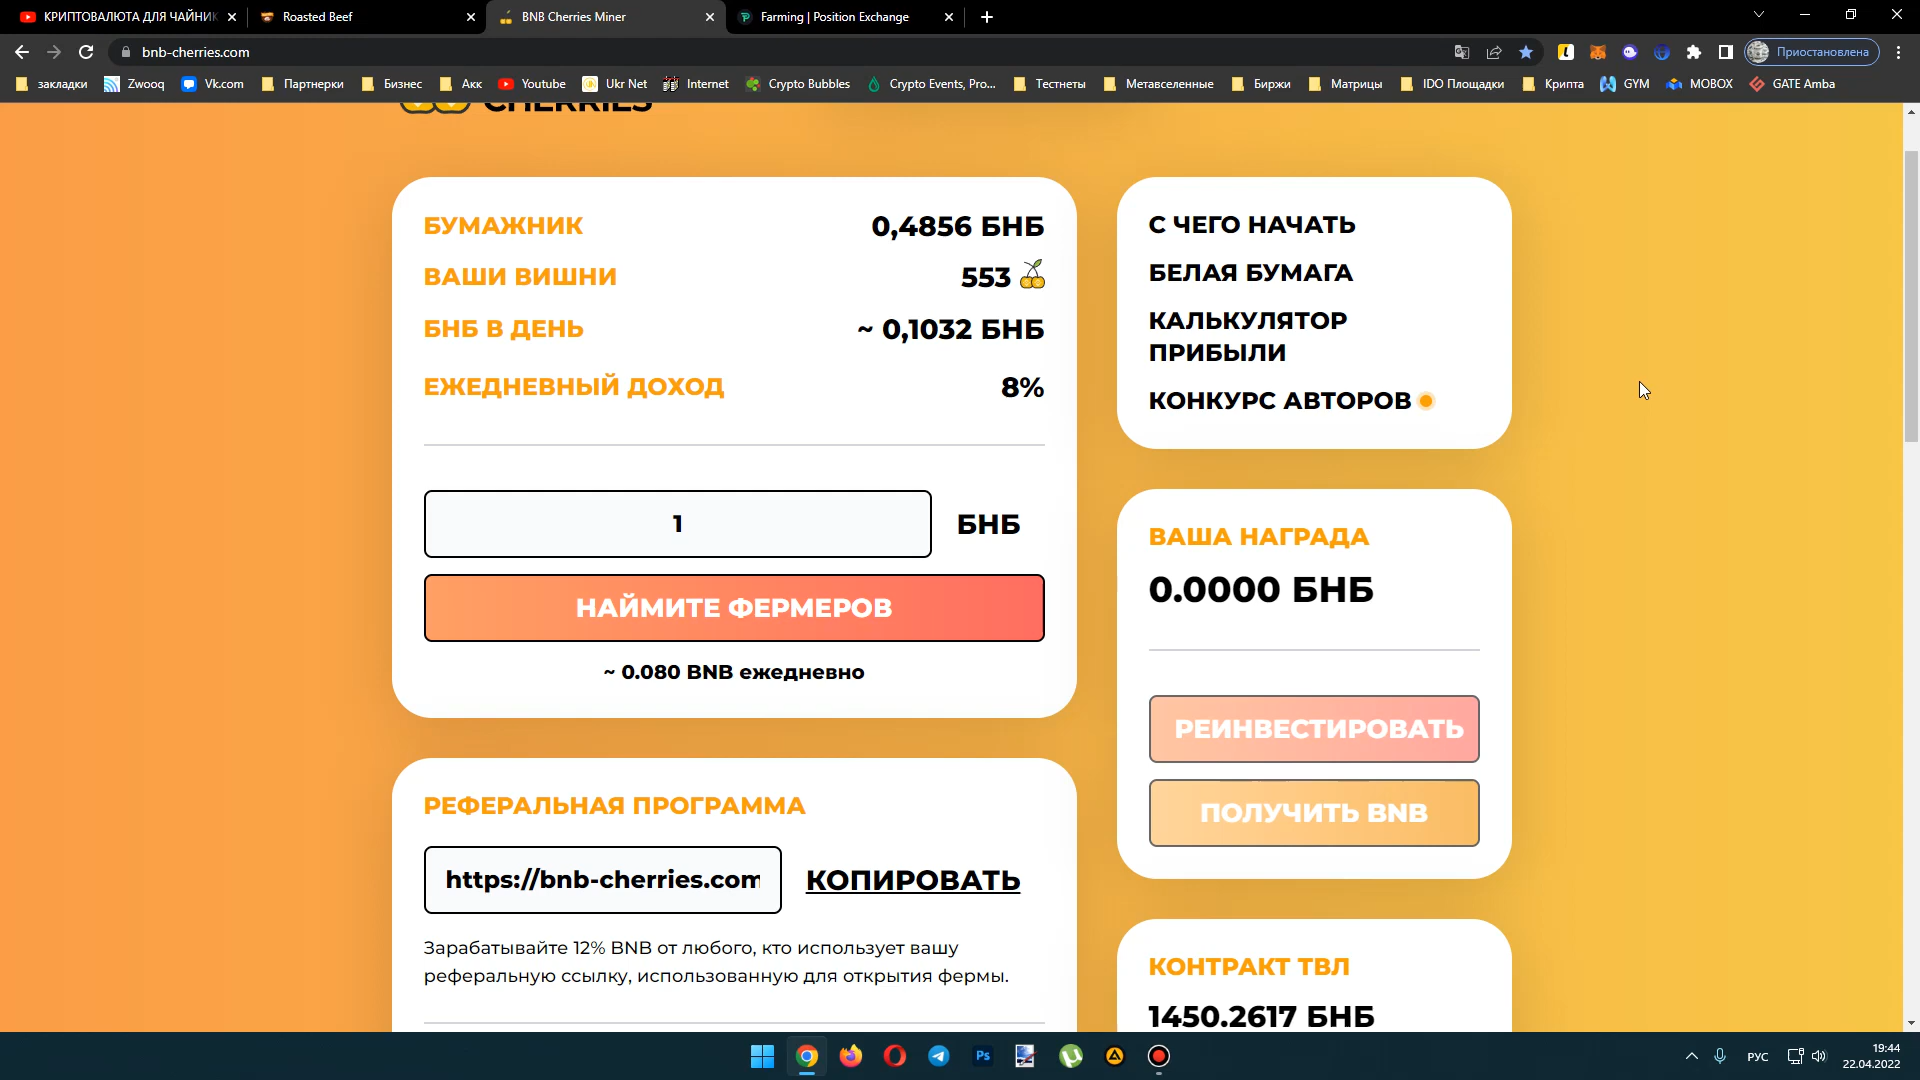 КРИПТОВАЛЮТА ДЛЯ ЧАЙНИК
Roasted Beef
BNB Cherries Miner
Farming | Position Exchange
bnb-cherries.com
Приостановлена
закладки
Zwooq
Vk.com
Партнерки
Бизнес
Акк
Youtube
Ukr Net
Internet
Crypto Bubbles
Crypto Events, Pro...
Тестнеты
Метавселенные
Биржи
Матрицы
IDO Площадки
Крипта
GYM
MOBOX
GATE Amba
CHERRIES
БУМАЖНИК 0,4856 БНБ
ВАШИ ВИШНИ 553
БНБ В ДЕНЬ ~ 0,1032 БНБ
ЕЖЕДНЕВНЫЙ ДОХОД 8%
1 БНБ
НАЙМИТЕ ФЕРМЕРОВ
~ 0.080 BNB ежедневно
РЕФЕРАЛЬНАЯ ПРОГРАММА
https://bnb-cherries.com КОПИРОВАТЬ
Зарабатывайте 12% BNB от любого, кто использует вашу
реферальную ссылку, использованную для открытия фермы.
С ЧЕГО НАЧАТЬ
БЕЛАЯ БУМАГА
КАЛЬКУЛЯТОР
ПРИБЫЛИ
КОНКУРС АВТОРОВ
ВАША НАГРАДА
0.0000 БНБ
РЕИНВЕСТИРОВАТЬ
ПОЛУЧИТЬ BNB
КОНТРАКТ ТВЛ
1450.2617 БНБ
Ps
РУС
19:44
22.04.2022